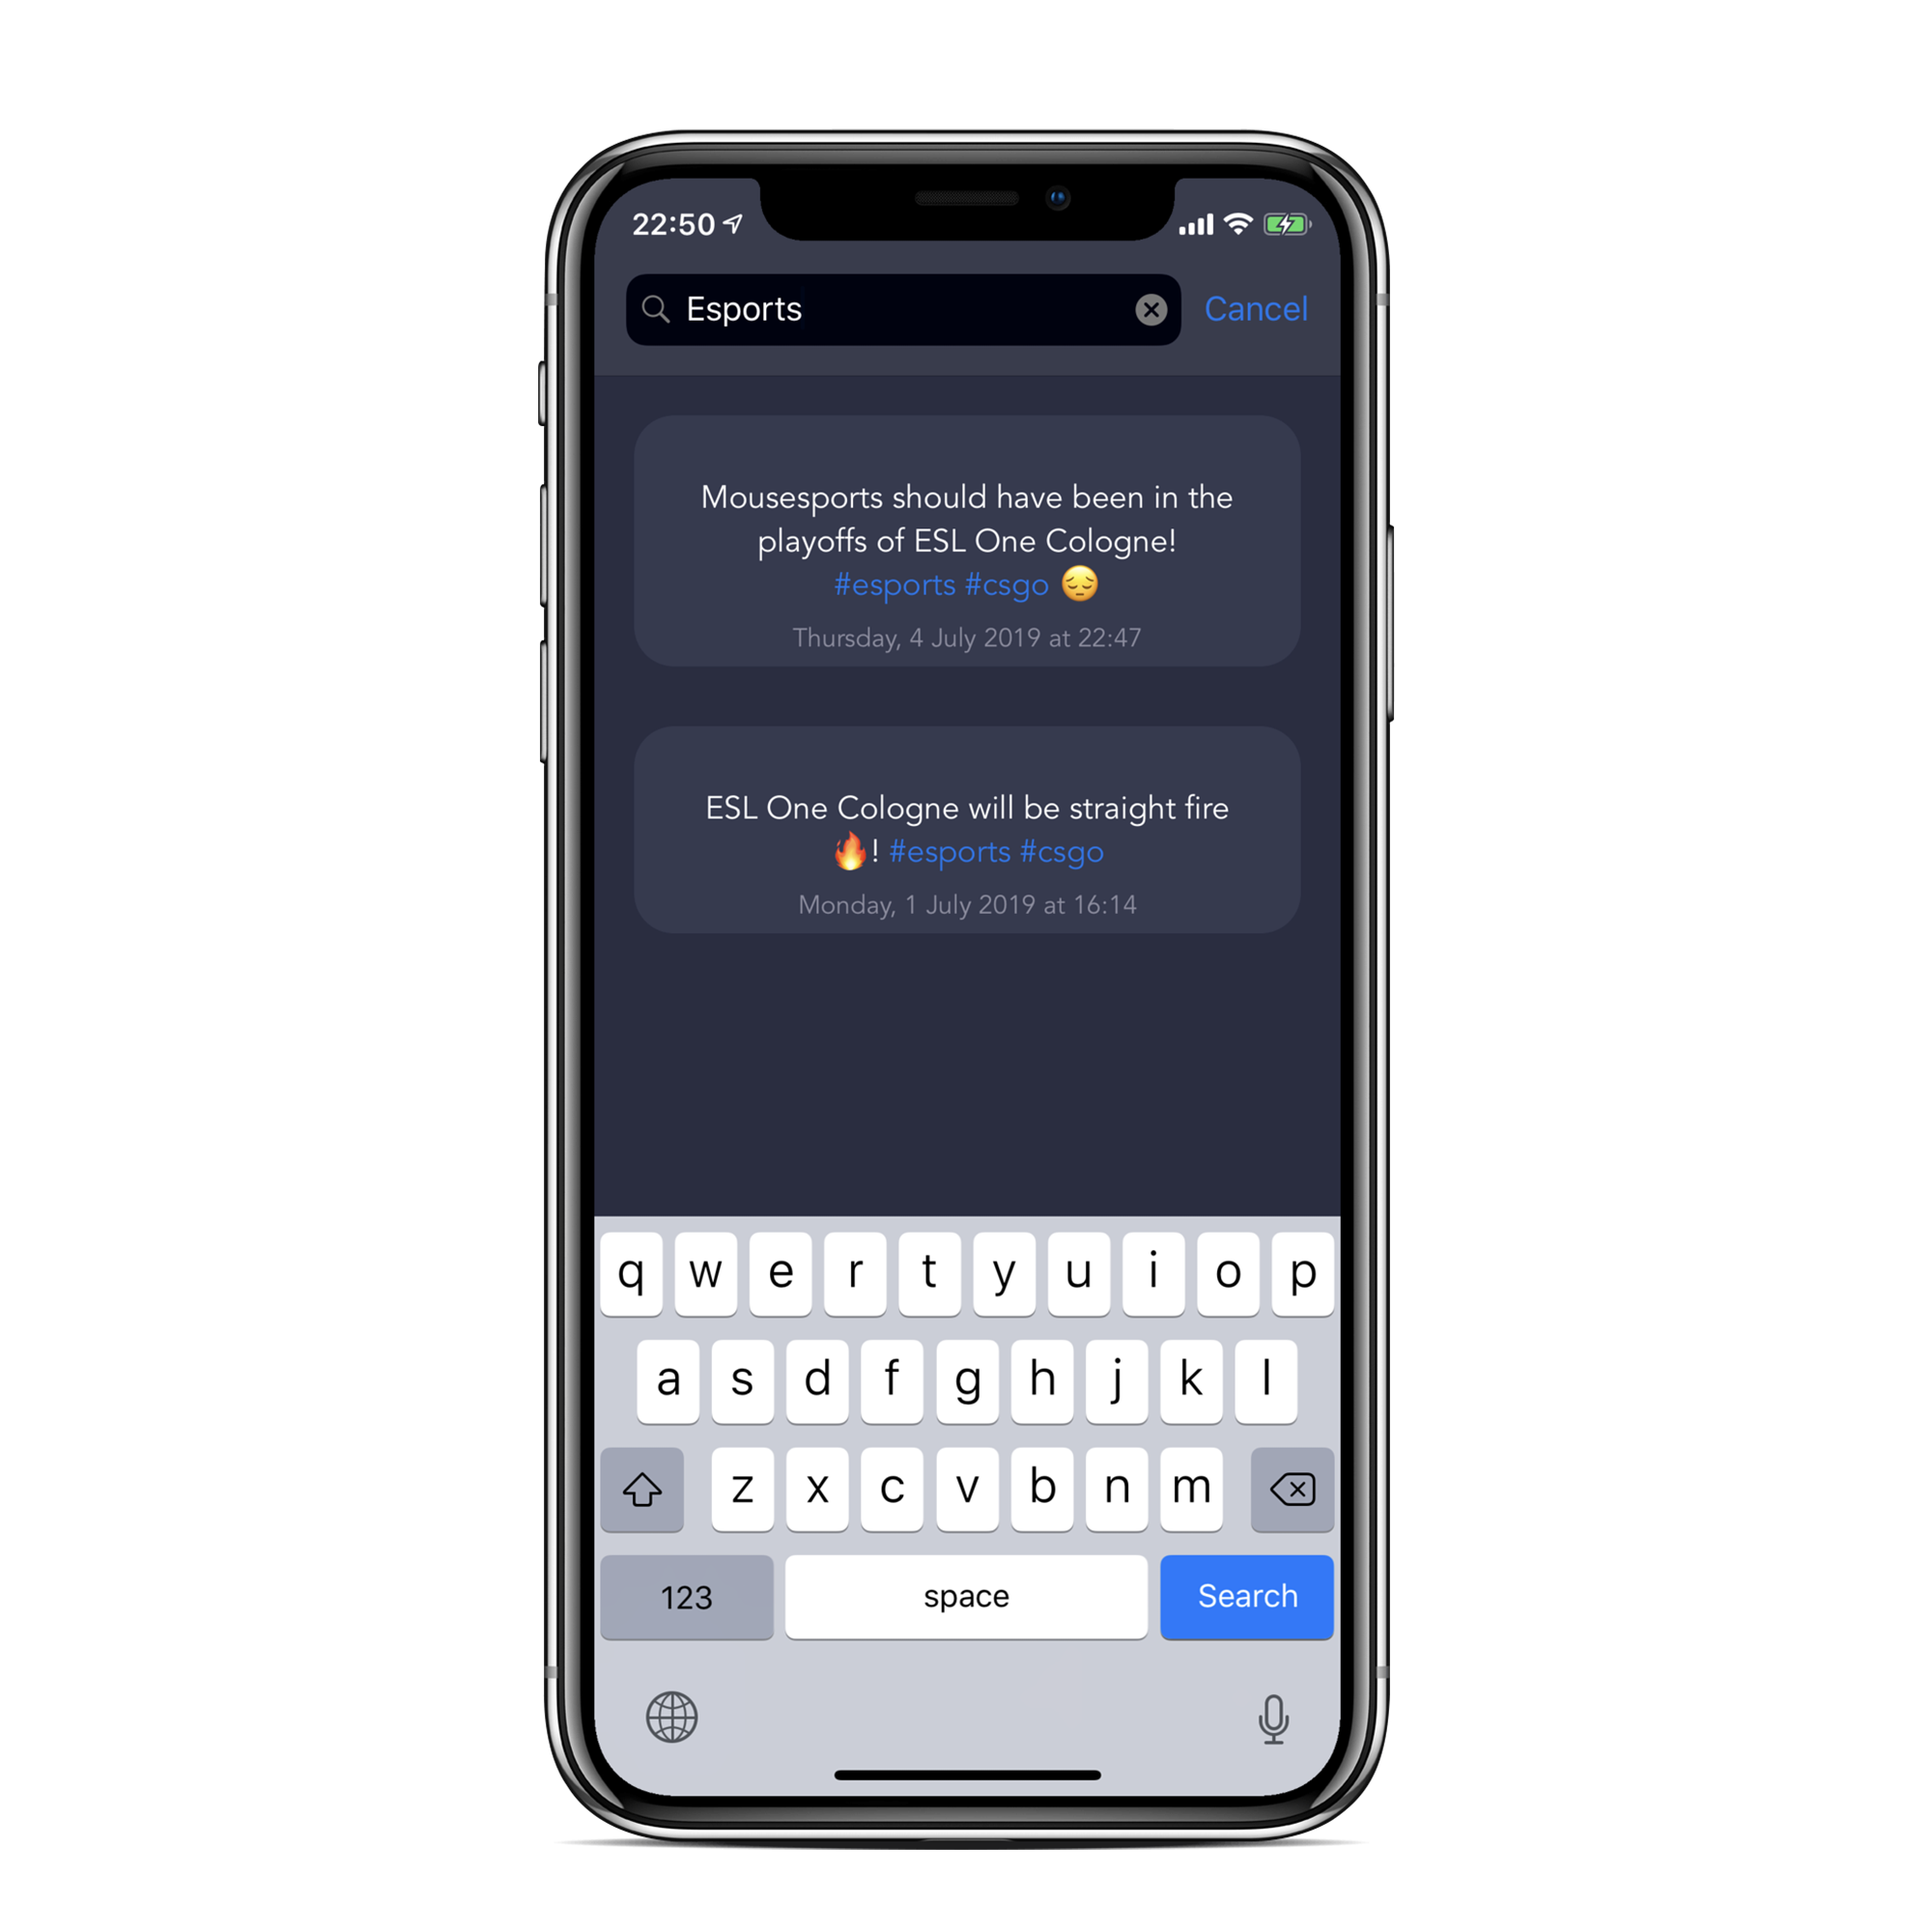 22:50
Esports
Cancel
Mousesports should have been in the
playoffs of ESL One Cologne!
#esports #csgo 😔
Thursday, 4 July 2019 at 22:47
ESL One Cologne will be straight fire
🔥! #esports #csgo
Monday, 1 July 2019 at 16:14
q w e r t y u i o p
a s d f g h j k l
z x c v b n m
123 space Search